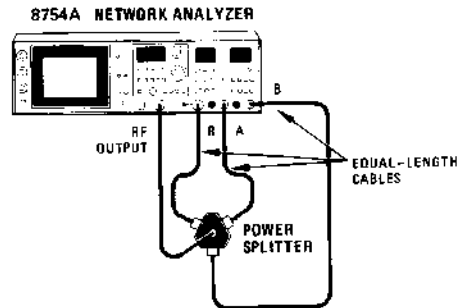 8754A NETWORK ANALYZER
B
RF
OUTPUT
R
A
EQUAL-LENGTH
CABLES
POWER
SPLITTER